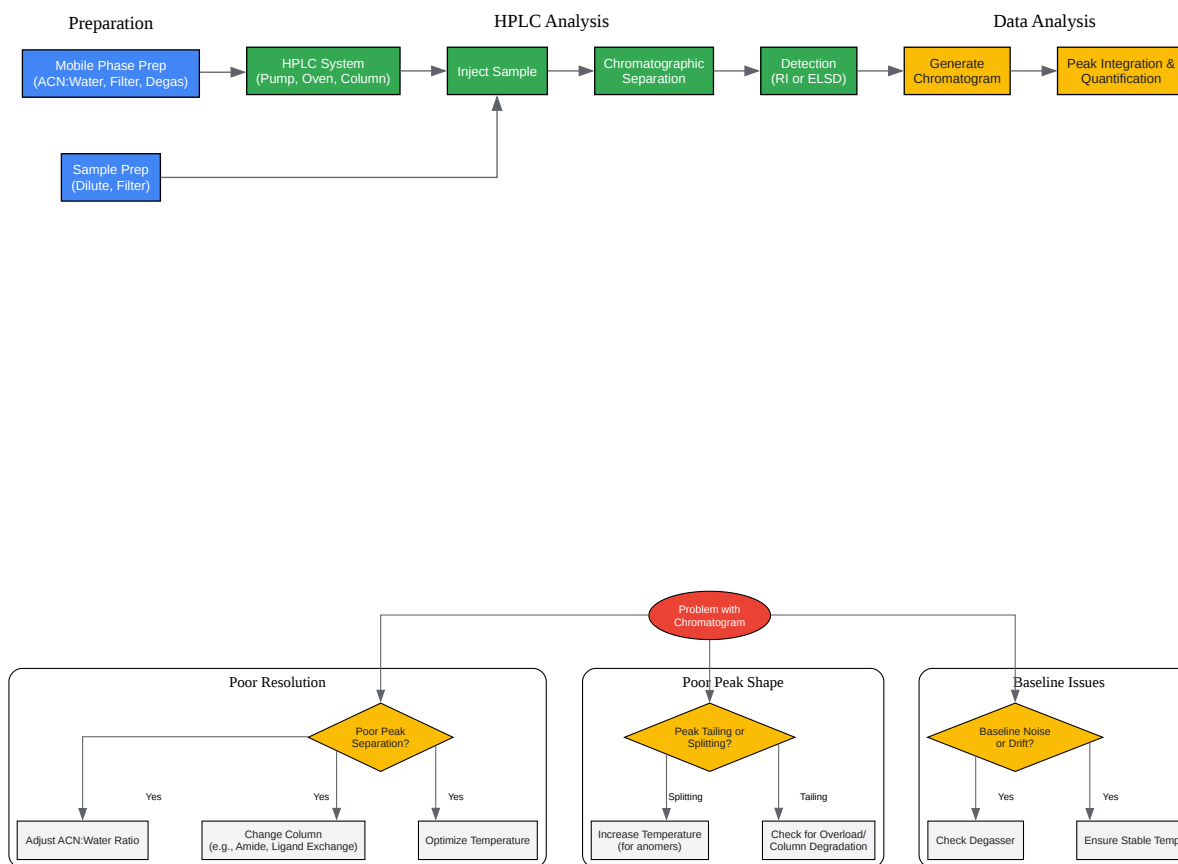 Preparation
HPLC Analysis
Data Analysis
Mobile Phase Prep
(ACN:Water, Filter, Degas)
HPLC System
(Pump, Oven, Column)
Inject Sample
Chromatographic
Separation
Detection
(RI or ELSD)
Generate
Chromatogram
Peak Integration &
Quantification
Sample Prep
(Dilute, Filter)
Problem with
Chromatogram
Poor Resolution
Poor Peak Shape
Baseline Issues
Poor Peak
Separation?
Peak Tailing or
Splitting?
Baseline Noise
or Drift?
Yes
Yes
Yes
Splitting
Tailing
Yes
Yes
Adjust ACN:Water Ratio
Change Column
(e.g., Amide, Ligand Exchange)
Optimize Temperature
Increase Temperature
(for anomers)
Check for Overload/
Column Degradation
Check Degasser
Ensure Stable Temp